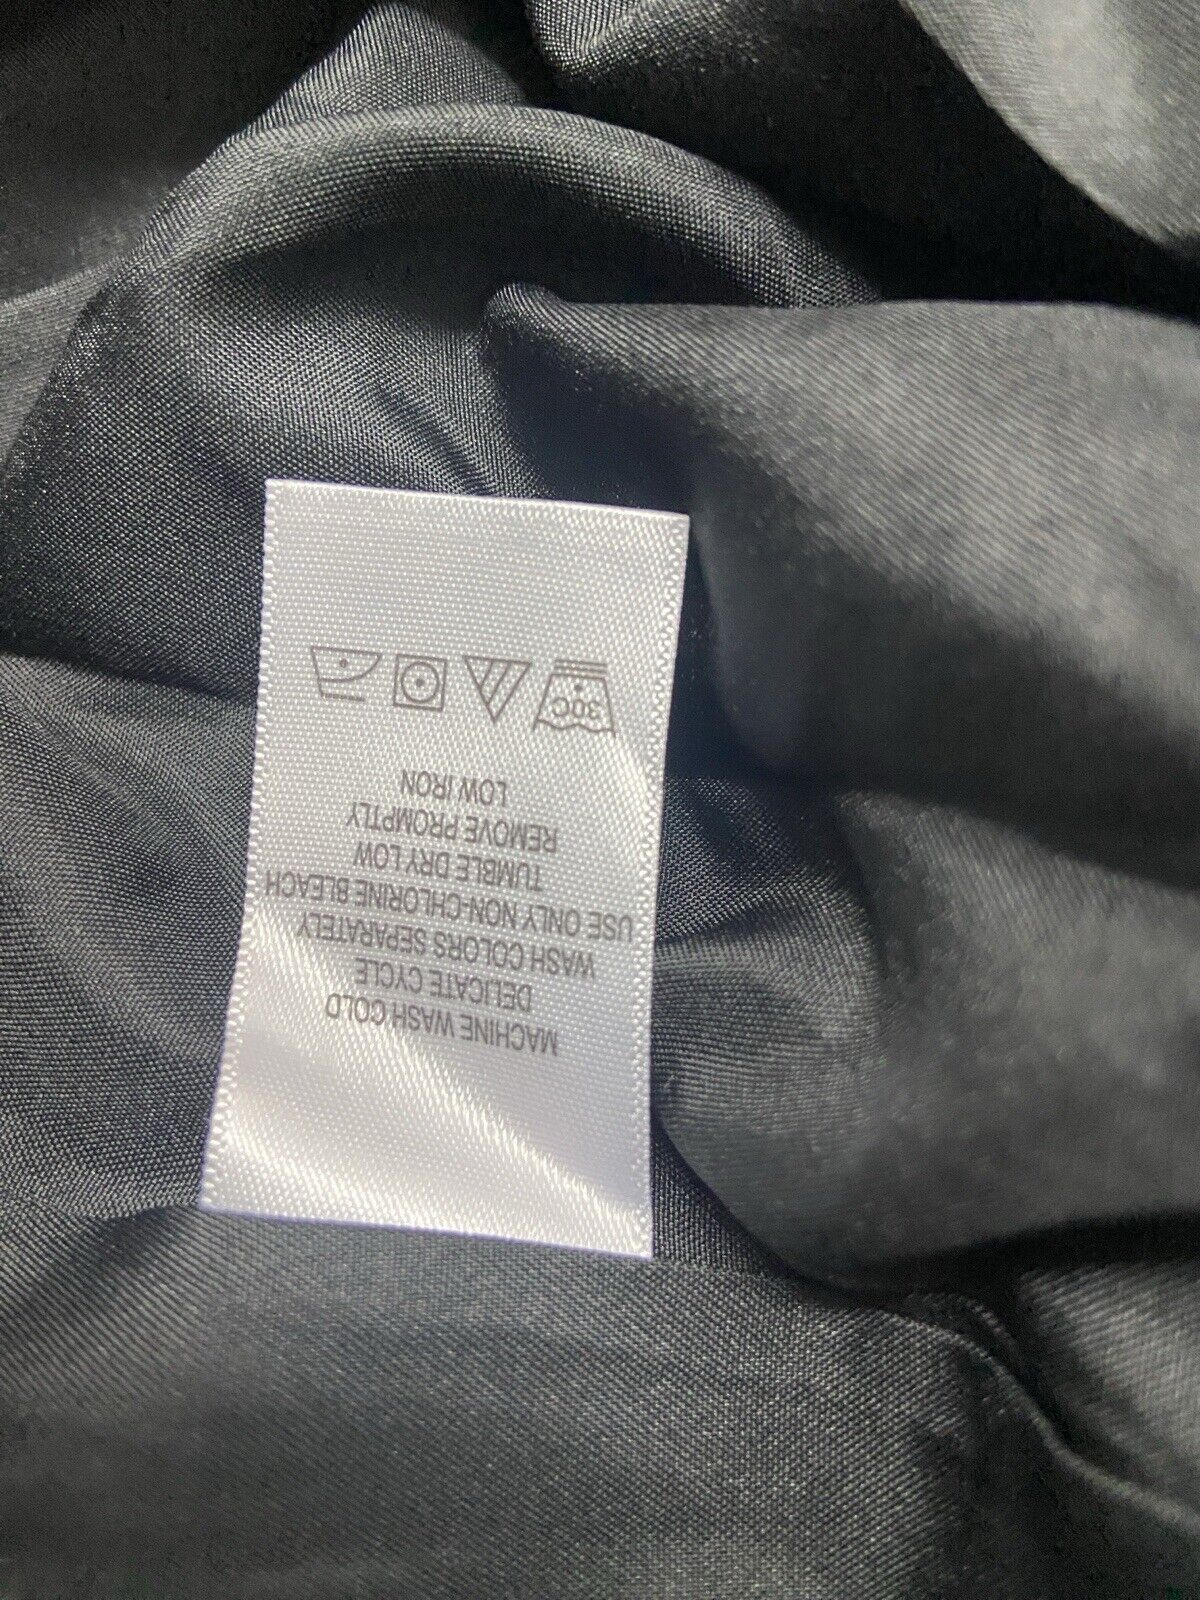 MACHINE WASH COLD
DELICATE CYCLE
WASH COLORS SEPARATELY
USE ONLY NON-CHLORINE BLEACH
TUMBLE DRY LOW
REMOVE PROMPTLY
LOW IRON
30C